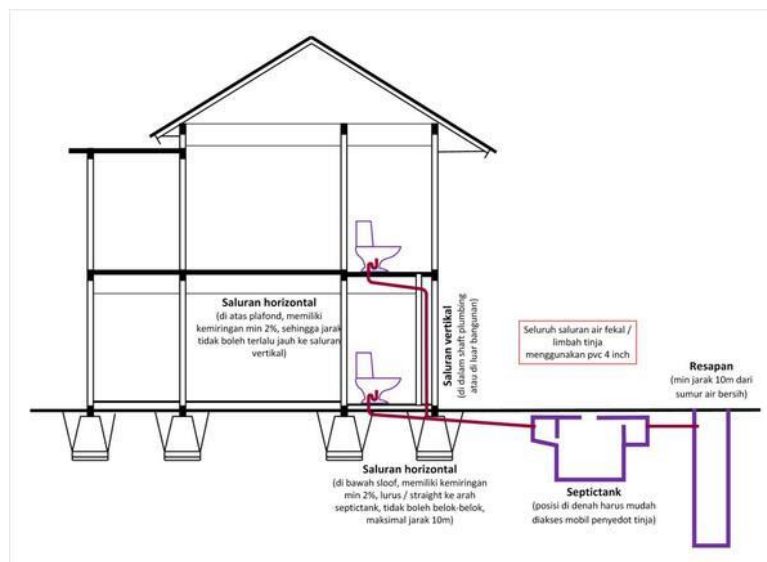 Saluran horizontal
(di atas plafond, memiliki
kemiringan min 2%, sehingga jarak
tidak boleh terlalu jauh ke saluran
vertikal)
Saluran vertikal
(di dalam shaft plumbing
atau di luar bangunan)
Seluruh saluran air fekal /
limbah tinja
menggunakan pvc 4 inch
Resapan
(min jarak 10m dari
sumur air bersih)
Saluran horizontal
(di bawah sloof, memiliki kemiringan
min 2%, lurus / straight ke arah
septictank, tidak boleh belok-belok,
maksimal jarak 10m)
Septictank
(posisi di denah harus mudah
diakses mobil penyedot tinja)